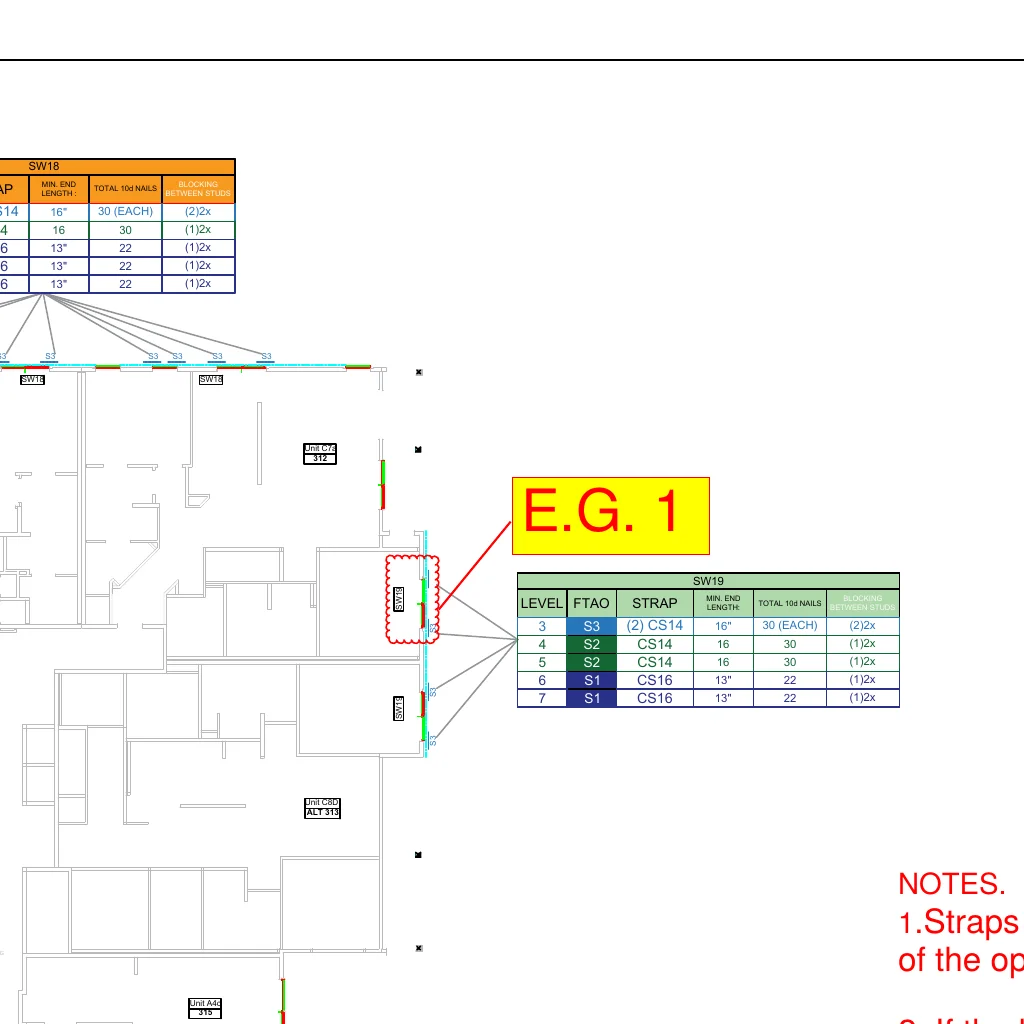 SW18
AP MIN. END LENGTH : TOTAL 10d NAILS BLOCKING BETWEEN STUDS
S14 16" 30 (EACH) (2)2x
4 16 30 (1)2x
6 13" 22 (1)2x
6 13" 22 (1)2x
6 13" 22 (1)2x
S3 S3 S3 S3 S3 S3
SW18 SW18
Unit C7a
312
E.G. 1
SW19
S3
SW19
LEVEL FTAO STRAP MIN. END LENGTH: TOTAL 10d NAILS BLOCKING BETWEEN STUDS
3 S3 (2) CS14 16" 30 (EACH) (2)2x
4 S2 CS14 16 30 (1)2x
5 S2 CS14 16 30 (1)2x
6 S1 CS16 13" 22 (1)2x
7 S1 CS16 13" 22 (1)2x
S3
SW19
S3
Unit C8D
ALT 313
NOTES.
1.Straps
of the op
Unit A4c
315